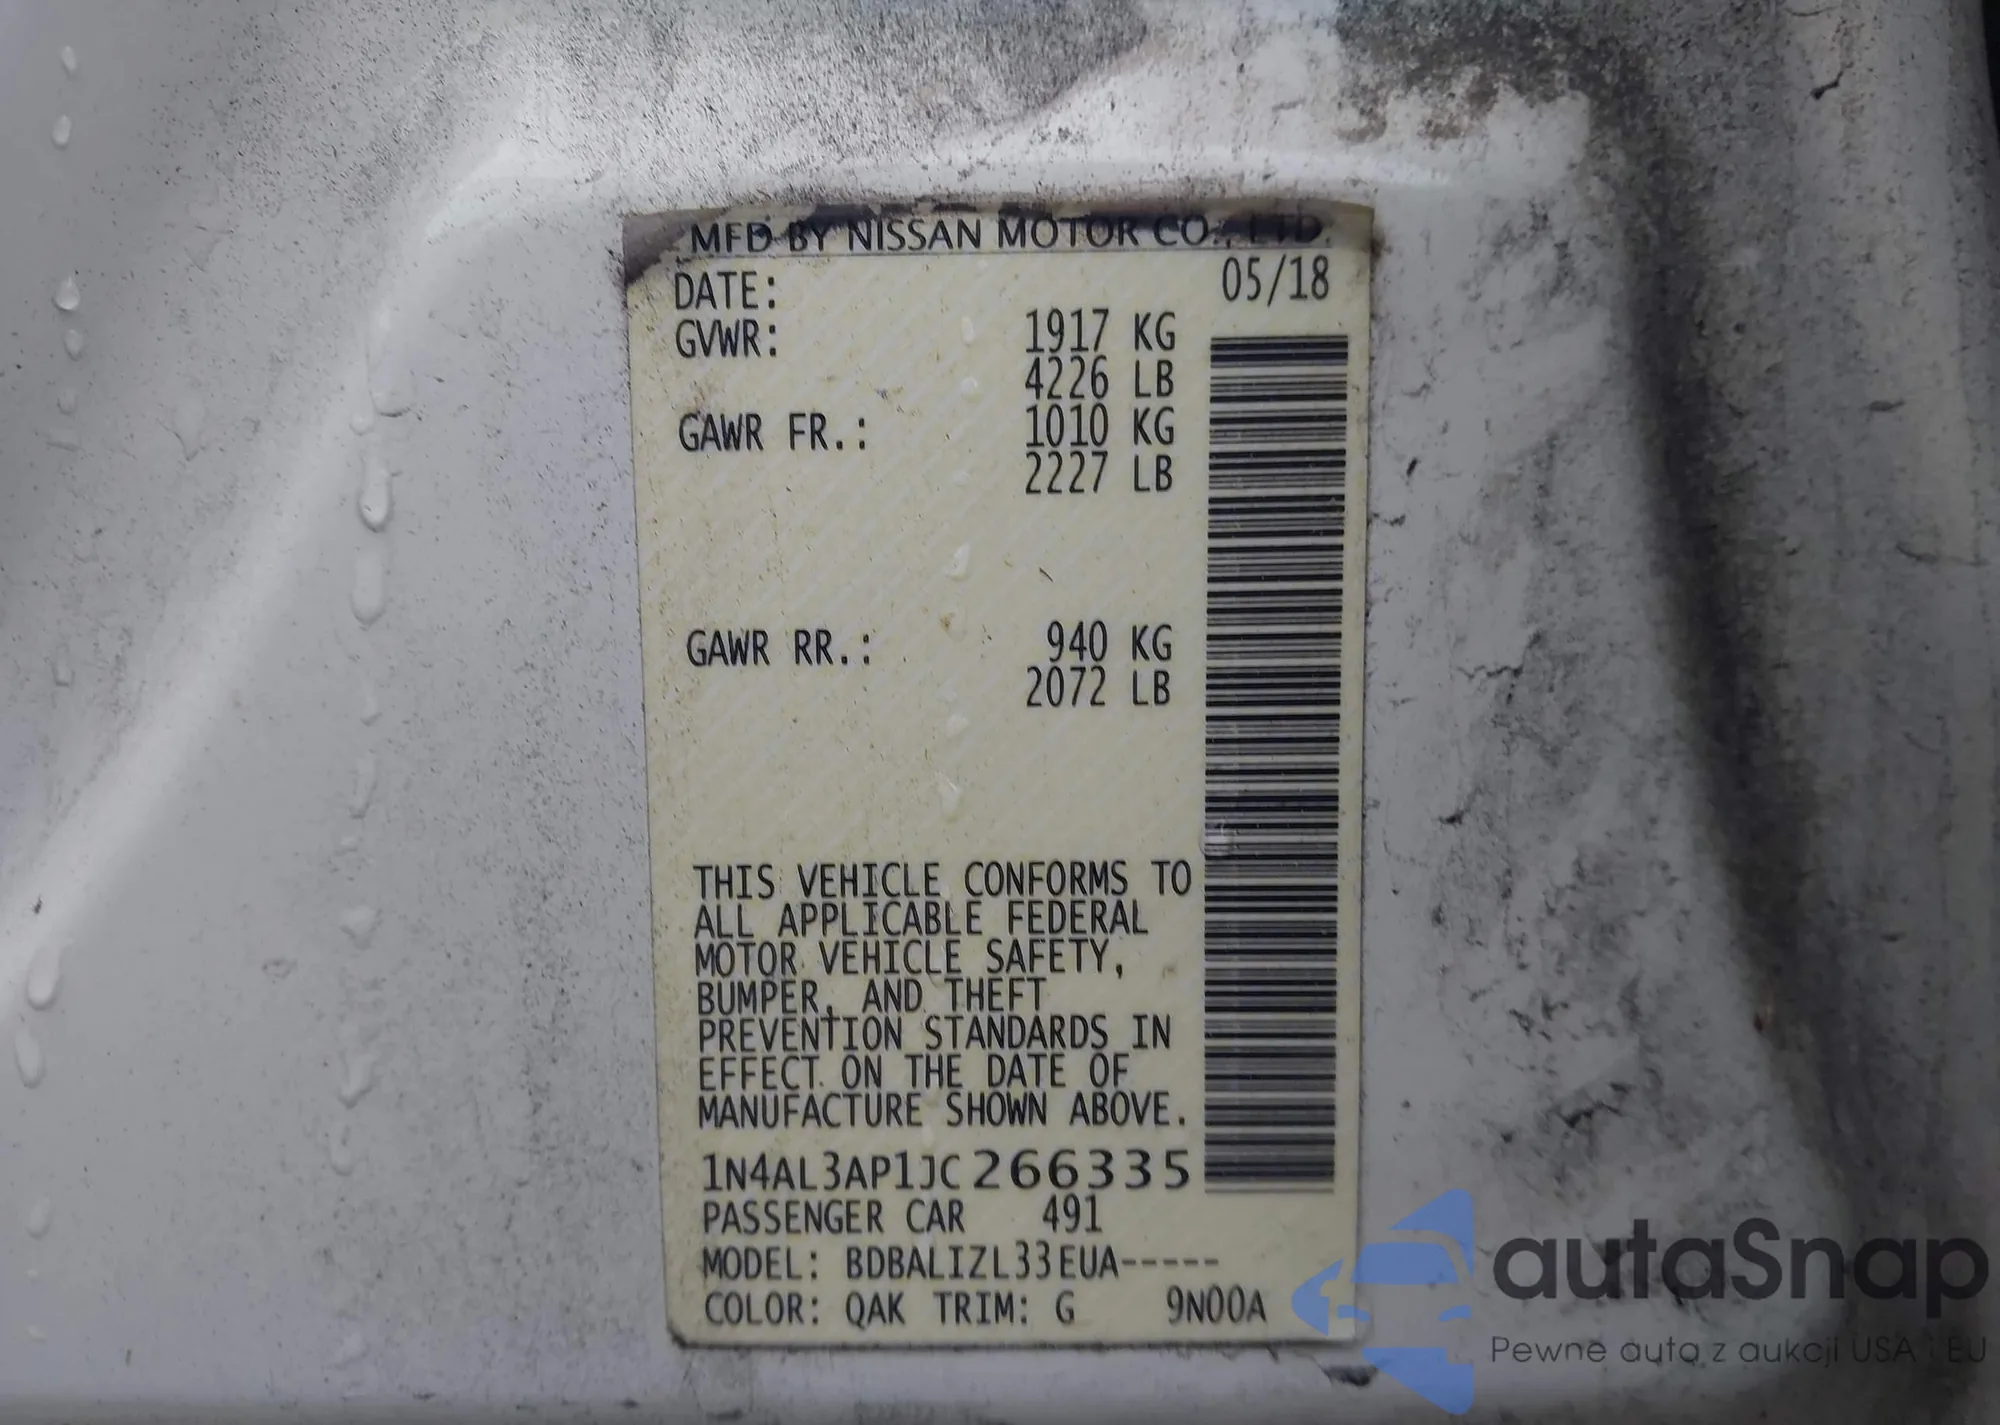 MFD BY NISSAN MOTOR CO., LTD.
DATE: 05/18
GVWR: 1917 KG
4226 LB
GAWR FR.: 1010 KG
2227 LB
GAWR RR.: 940 KG
2072 LB
THIS VEHICLE CONFORMS TO
ALL APPLICABLE FEDERAL
MOTOR VEHICLE SAFETY,
BUMPER, AND THEFT
PREVENTION STANDARDS IN
EFFECT ON THE DATE OF
MANUFACTURE SHOWN ABOVE.
1N4AL3AP1JC266335
PASSENGER CAR 491
MODEL: BDBALIZL33EUA-----
COLOR: QAK TRIM: G 9N00A
autaSnap
Pewne auta z aukcji USA i EU